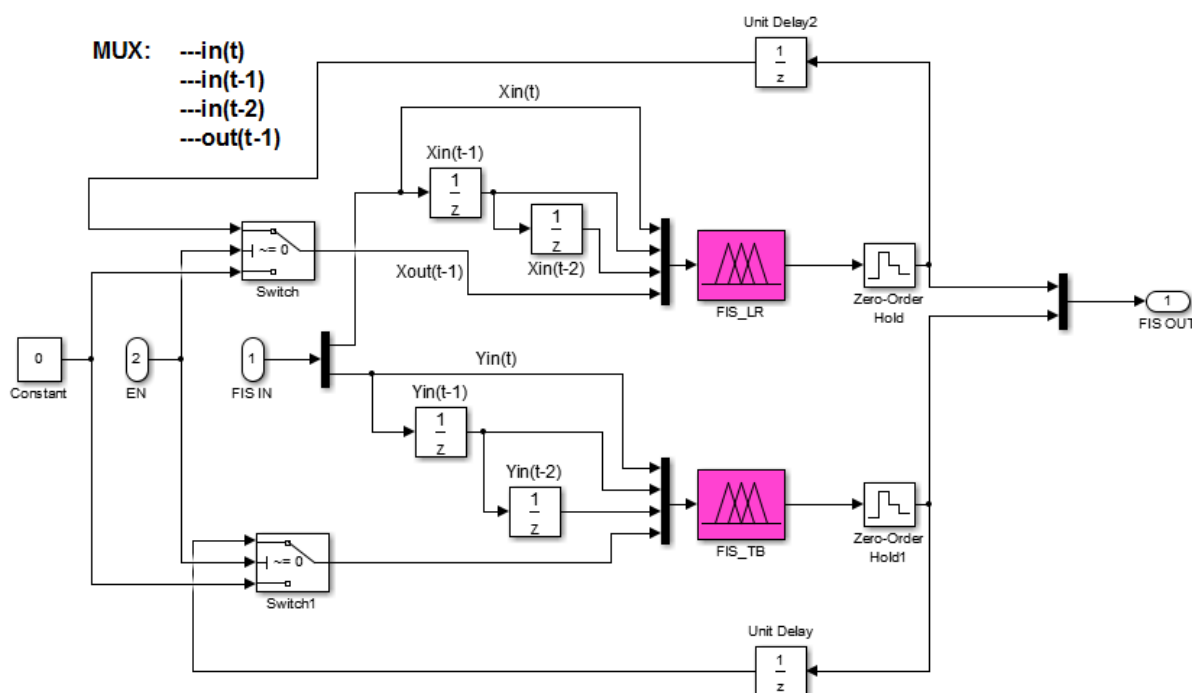 MUX: ---in(t)
---in(t-1)
---in(t-2)
---out(t-1)
Unit Delay2
1
z
Xin(t)
Xin(t-1)
1
z
1
z
Xin(t-2)
~= 0
Switch
Xout(t-1)
FIS_LR
Zero-Order
Hold
1
FIS OUT
0
Constant
2
EN
1
FIS IN
Yin(t)
Yin(t-1)
1
z
Yin(t-2)
1
z
~= 0
Switch1
FIS_TB
Zero-Order
Hold1
Unit Delay
1
z